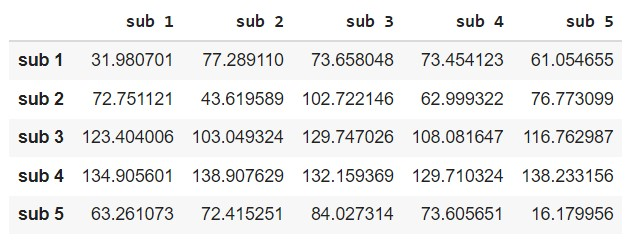 sub 1 sub 2 sub 3 sub 4 sub 5
sub 1 31.980701 77.289110 73.658048 73.454123 61.054655
sub 2 72.751121 43.619589 102.722146 62.999322 76.773099
sub 3 123.404006 103.049324 129.747026 108.081647 116.762987
sub 4 134.905601 138.907629 132.159369 129.710324 138.233156
sub 5 63.261073 72.415251 84.027314 73.605651 16.179956